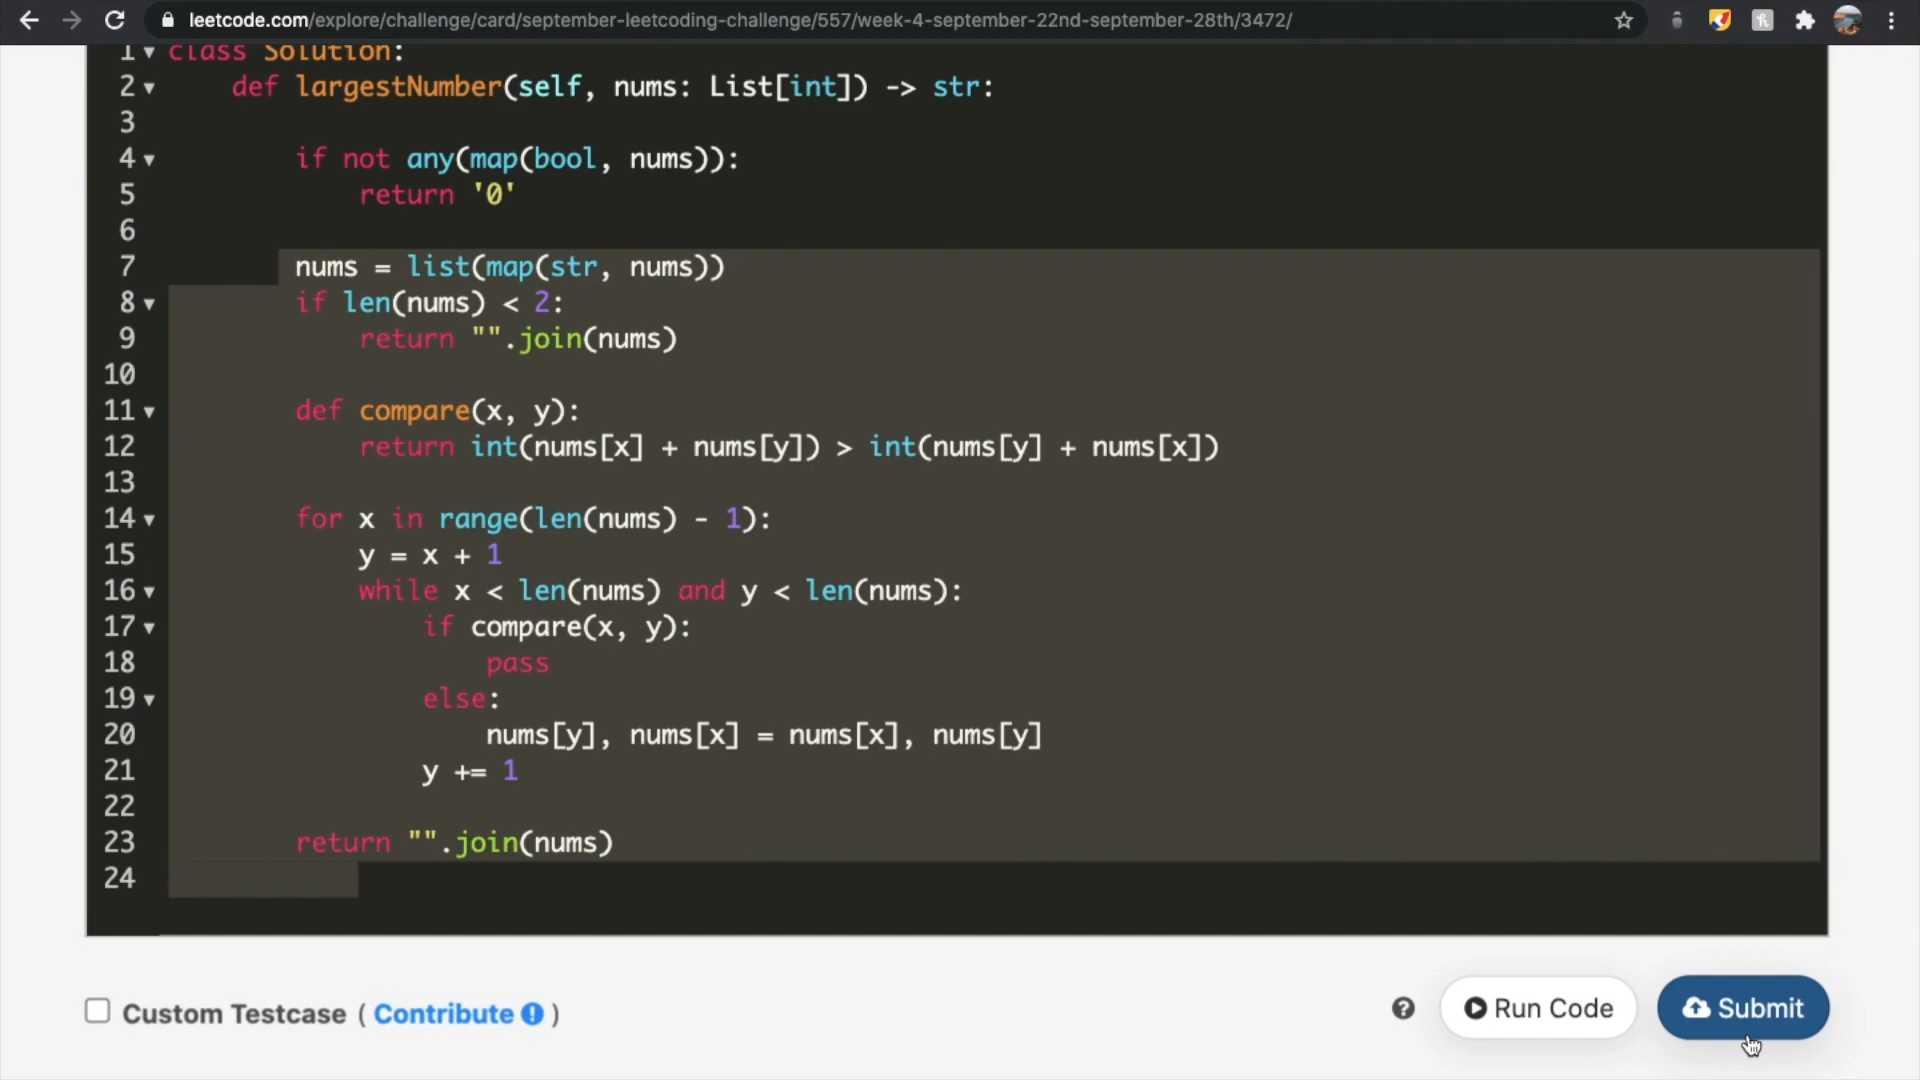 leetcode.com/explore/challenge/card/september-leetcoding-challenge/557/week-4-september-22nd-september-28th/3472/
1 class Solution:
2 def largestNumber(self, nums: List[int]) -> str:
3
4 if not any(map(bool, nums)):
5 return '0'
6
7 nums = list(map(str, nums))
8 if len(nums) < 2:
9 return "".join(nums)
10
11 def compare(x, y):
12 return int(nums[x] + nums[y]) > int(nums[y] + nums[x])
13
14 for x in range(len(nums) - 1):
15 y = x + 1
16 while x < len(nums) and y < len(nums):
17 if compare(x, y):
18 pass
19 else:
20 nums[y], nums[x] = nums[x], nums[y]
21 y += 1
22
23 return "".join(nums)
24
Custom Testcase ( Contribute )
? Run Code Submit